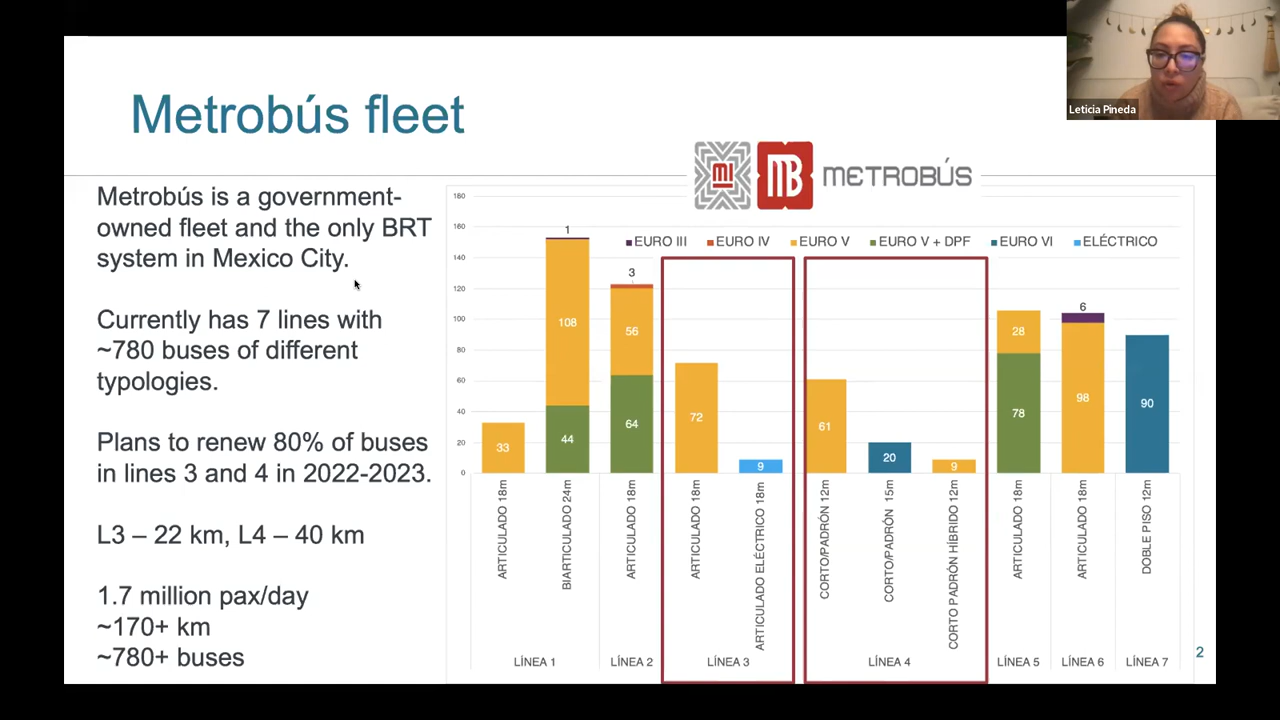 Leticia Pineda
Metrobús fleet
MI
MB
METROBÚS
Metrobús is a government-
owned fleet and the only BRT
system in Mexico City.
Currently has 7 lines with
~780 buses of different
typologies.
Plans to renew 80% of buses
in lines 3 and 4 in 2022-2023.
L3 – 22 km, L4 – 40 km
1.7 million pax/day
~170+ km
~780+ buses
EURO III EURO IV EURO V EURO V + DPF EURO VI ELÉCTRICO
180
160
140
120
100
80
60
40
20
0
33
1
108
44
3
56
64
72
9
61
20
9
28
78
6
98
90
ARTICULADO 18m
BIARTICULADO 24m
ARTICULADO 18m
ARTICULADO 18m
ARTICULADO ELÉCTRICO 18m
CORTO/PADRÓN 12m
CORTO/PADRÓN 15m
CORTO PADRÓN HÍBRIDO 12m
ARTICULADO 18m
ARTICULADO 18m
DOBLE PISO 12m
LÍNEA 1 LÍNEA 2 LÍNEA 3 LÍNEA 4 LÍNEA 5 LÍNEA 6 LÍNEA 7
2